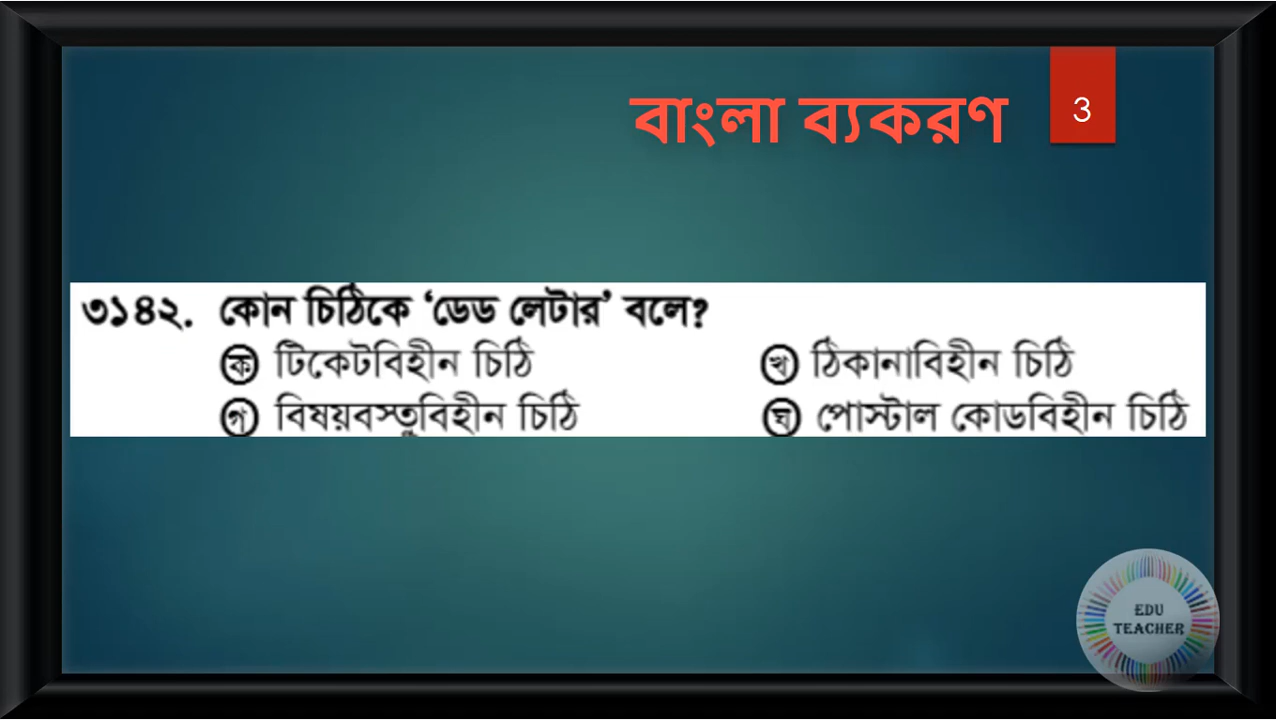 বাংলা ব্যকরণ
3
৩১৪২. কোন চিঠিকে ‘ডেড লেটার’ বলে?
ক টিকেটবিহীন চিঠি খ ঠিকানাবিহীন চিঠি
গ বিষয়বস্তুবিহীন চিঠি ঘ পোস্টাল কোডবিহীন চিঠি
EDU
TEACHER